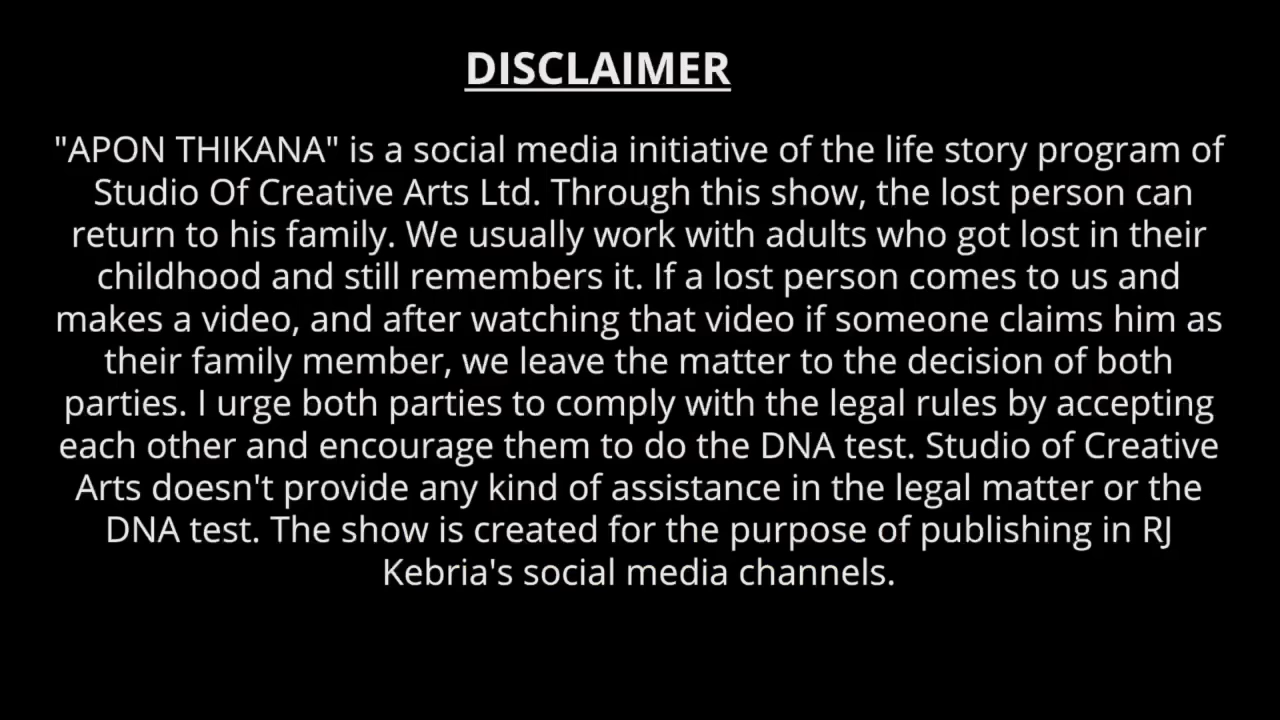 DISCLAIMER
"APON THIKANA" is a social media initiative of the life story program of
Studio Of Creative Arts Ltd. Through this show, the lost person can
return to his family. We usually work with adults who got lost in their
childhood and still remembers it. If a lost person comes to us and
makes a video, and after watching that video if someone claims him as
their family member, we leave the matter to the decision of both
parties. I urge both parties to comply with the legal rules by accepting
each other and encourage them to do the DNA test. Studio of Creative
Arts doesn't provide any kind of assistance in the legal matter or the
DNA test. The show is created for the purpose of publishing in RJ
Kebria's social media channels.